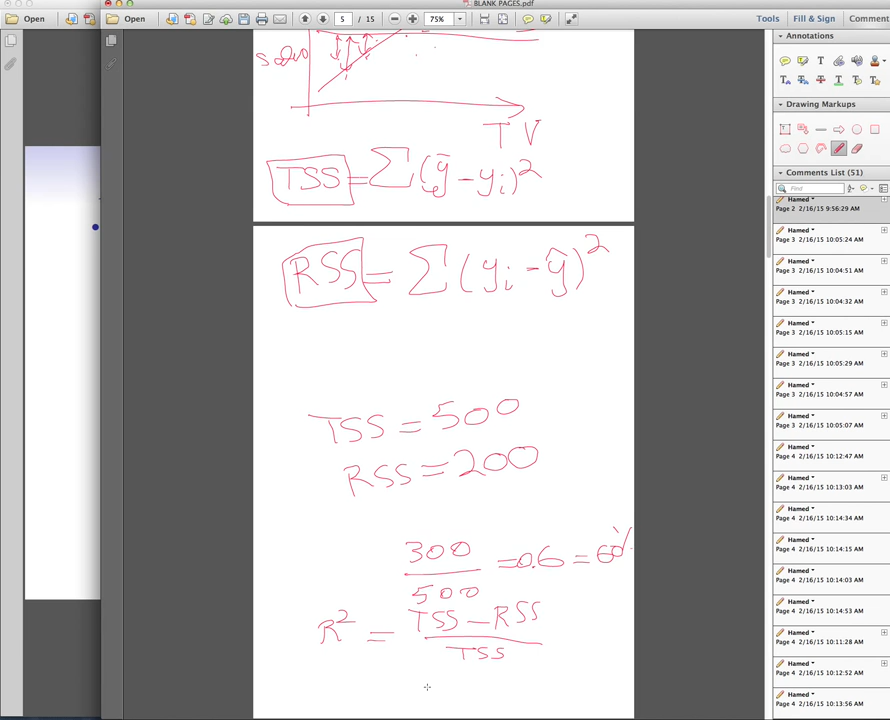 BLANK PAGES.pdf
Open
Open
5 / 15
75%
Tools
Fill & Sign
Comment
Annotations
Drawing Markups
Comments List (51)
Find
Hamed
Page 2 2/16/15 9:56:29 AM
Hamed
Page 3 2/16/15 10:05:24 AM
Hamed
Page 3 2/16/15 10:04:51 AM
Hamed
Page 3 2/16/15 10:04:32 AM
Hamed
Page 3 2/16/15 10:05:15 AM
Hamed
Page 3 2/16/15 10:05:29 AM
Hamed
Page 3 2/16/15 10:04:57 AM
Hamed
Page 3 2/16/15 10:05:07 AM
Hamed
Page 4 2/16/15 10:12:47 AM
Hamed
Page 4 2/16/15 10:13:03 AM
Hamed
Page 4 2/16/15 10:14:34 AM
Hamed
Page 4 2/16/15 10:14:15 AM
Hamed
Page 4 2/16/15 10:14:03 AM
Hamed
Page 4 2/16/15 10:14:53 AM
Hamed
Page 4 2/16/15 10:11:28 AM
Hamed
Page 4 2/16/15 10:12:52 AM
Hamed
Page 4 2/16/15 10:13:56 AM
TV
TSS = Σ(ȳ - yi)²
RSS = Σ(yi - ŷ)²
TSS = 500
RSS = 200
300
= 0.6 = 60%
500
R² = TSS - RSS
TSS